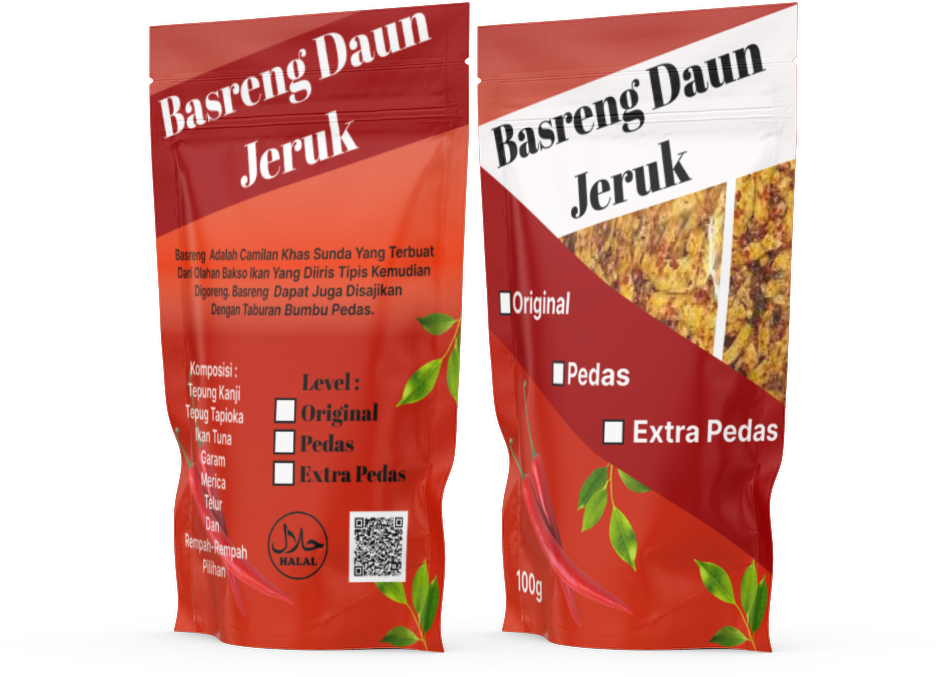 Basreng Daun
Jeruk
Basreng Adalah Camilan Khas Sunda Yang Terbuat
Dari Olahan Bakso Ikan Yang Diiris Tipis Kemudian
Digoreng. Basreng Dapat Juga Disajikan
Dengan Taburan Bumbu Pedas.
Komposisi :
Tepung Kanji
Tepug Tapioka
Ikan Tuna
Garam
Merica
Telur
Dan
Rempah-Rempah
Pilihan
Level :
Original
Pedas
Extra Pedas
حلال
HALAL
Basreng Daun
Jeruk
Original
Pedas
Extra Pedas
100g